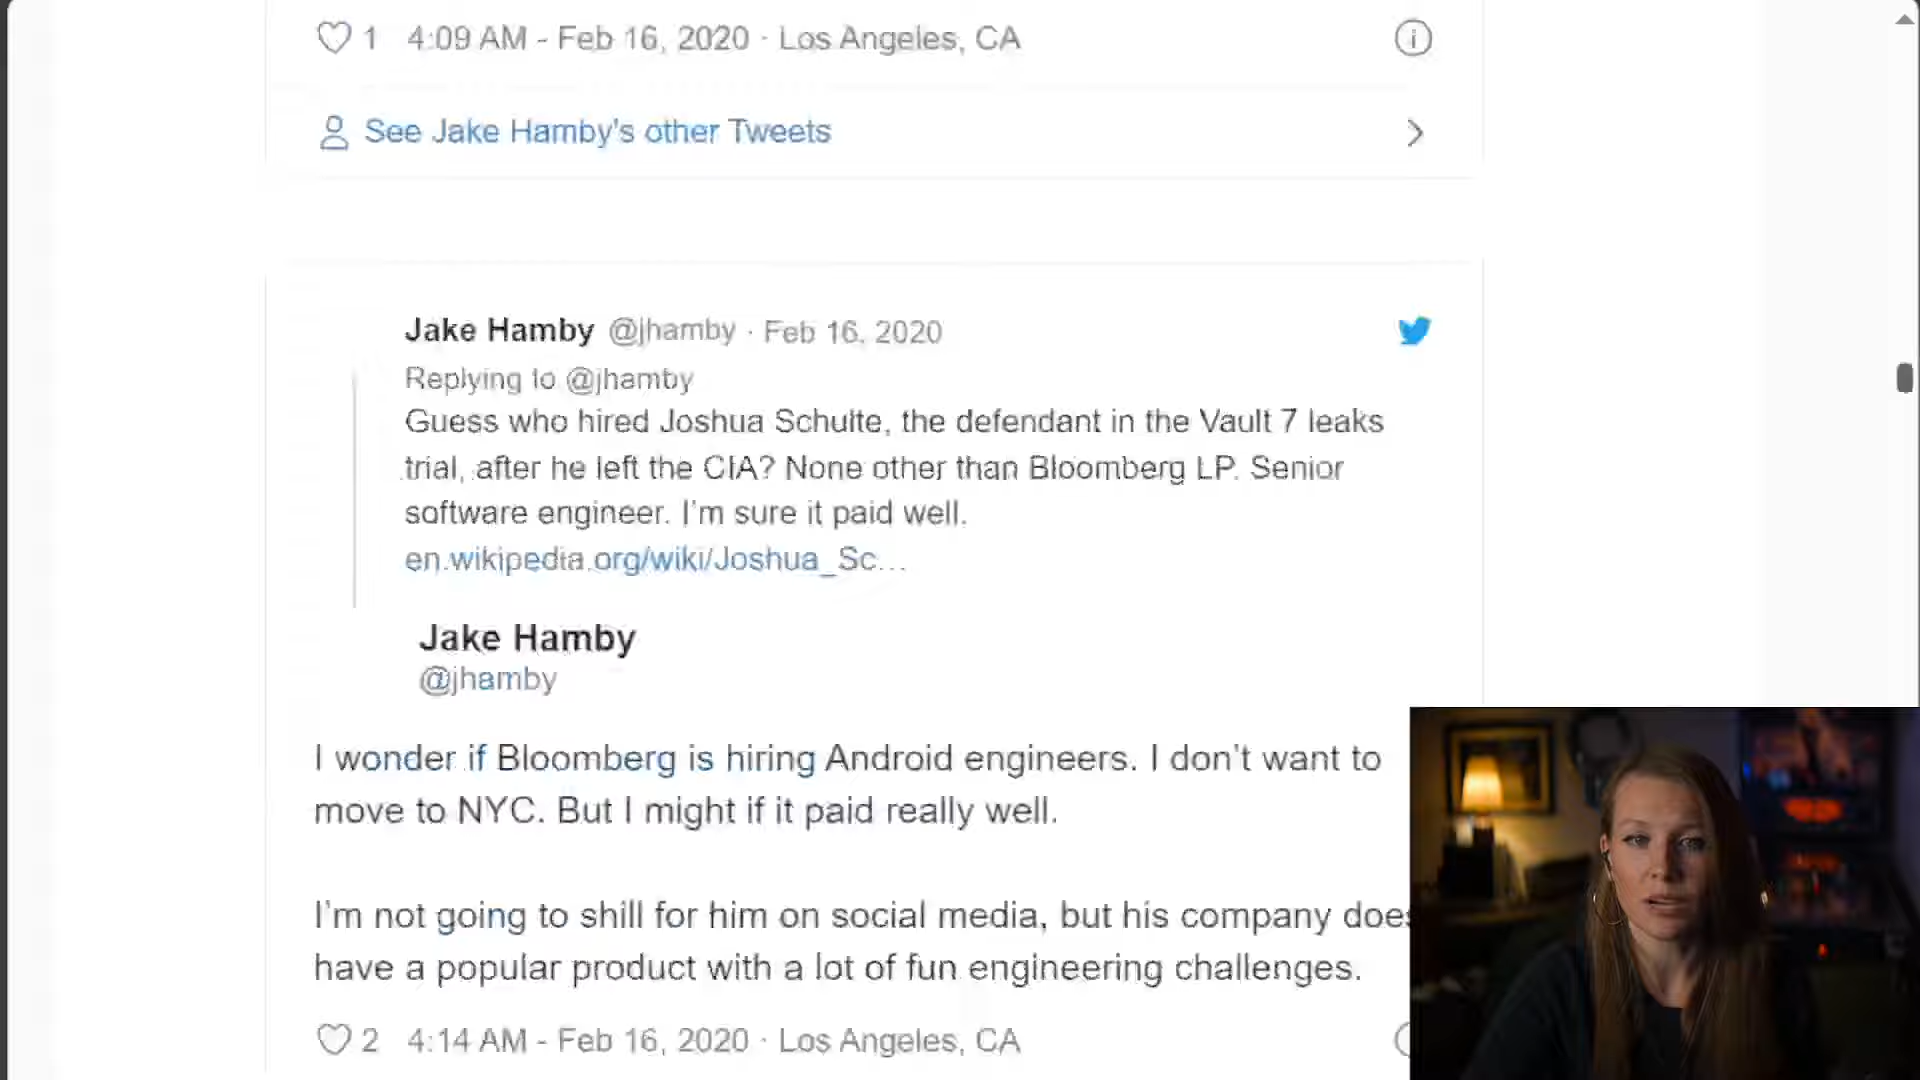 1 4:09 AM - Feb 16, 2020 · Los Angeles, CA
See Jake Hamby's other Tweets
Jake Hamby @jhamby · Feb 16, 2020
Replying to @jhamby
Guess who hired Joshua Schulte, the defendant in the Vault 7 leaks
trial, after he left the CIA? None other than Bloomberg LP. Senior
software engineer. I'm sure it paid well.
en.wikipedia.org/wiki/Joshua_Sc...
Jake Hamby
@jhamby
I wonder if Bloomberg is hiring Android engineers. I don't want to
move to NYC. But I might if it paid really well.
I'm not going to shill for him on social media, but his company does
have a popular product with a lot of fun engineering challenges.
2 4:14 AM - Feb 16, 2020 · Los Angeles, CA